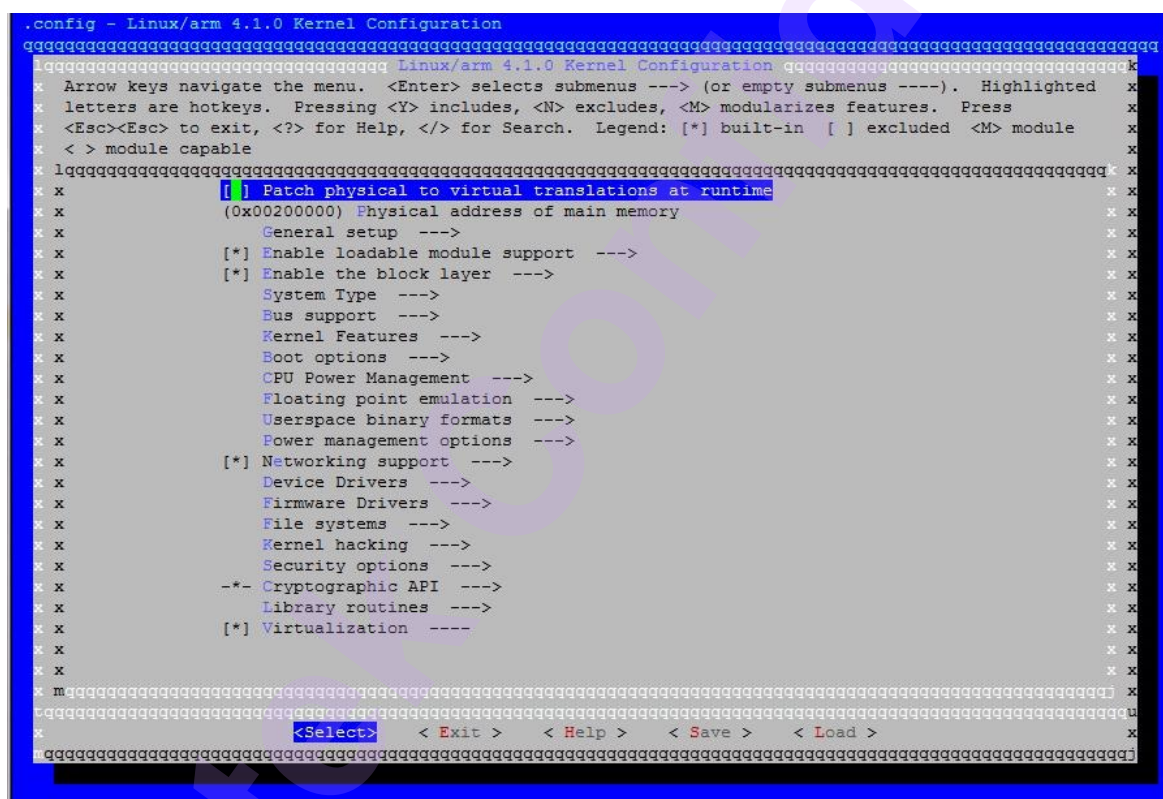 .config - Linux/arm 4.1.0 Kernel Configuration
Linux/arm 4.1.0 Kernel Configuration
Arrow keys navigate the menu. <Enter> selects submenus ---> (or empty submenus ----). Highlighted
letters are hotkeys. Pressing <Y> includes, <N> excludes, <M> modularizes features. Press
<Esc><Esc> to exit, <?> for Help, </> for Search. Legend: [*] built-in [ ] excluded <M> module
< > module capable
[ ] Patch physical to virtual translations at runtime
(0x00200000) Physical address of main memory
General setup --->
[*] Enable loadable module support --->
[*] Enable the block layer --->
System Type --->
Bus support --->
Kernel Features --->
Boot options --->
CPU Power Management --->
Floating point emulation --->
Userspace binary formats --->
Power management options --->
[*] Networking support --->
Device Drivers --->
Firmware Drivers --->
File systems --->
Kernel hacking --->
Security options --->
-*- Cryptographic API --->
Library routines --->
[*] Virtualization ----
<Select> < Exit > < Help > < Save > < Load >